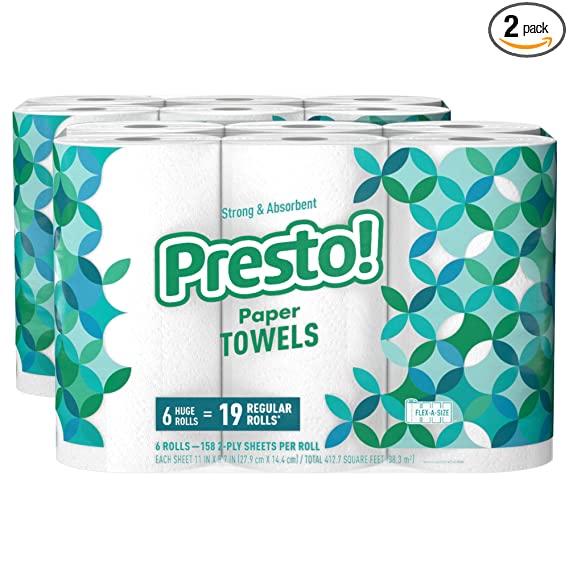 2 pack
Strong & Absorbent
Presto!
Paper
TOWELS
6 HUGE ROLLS = 19 REGULAR ROLLS*
FLEX-A-SIZE
6 ROLLS—158 2-PLY SHEETS PER ROLL
EACH SHEET 11 IN X 5.7 IN (27.9 cm X 14.4 cm) / TOTAL 412.7 SQUARE FEET (38.3 m²)